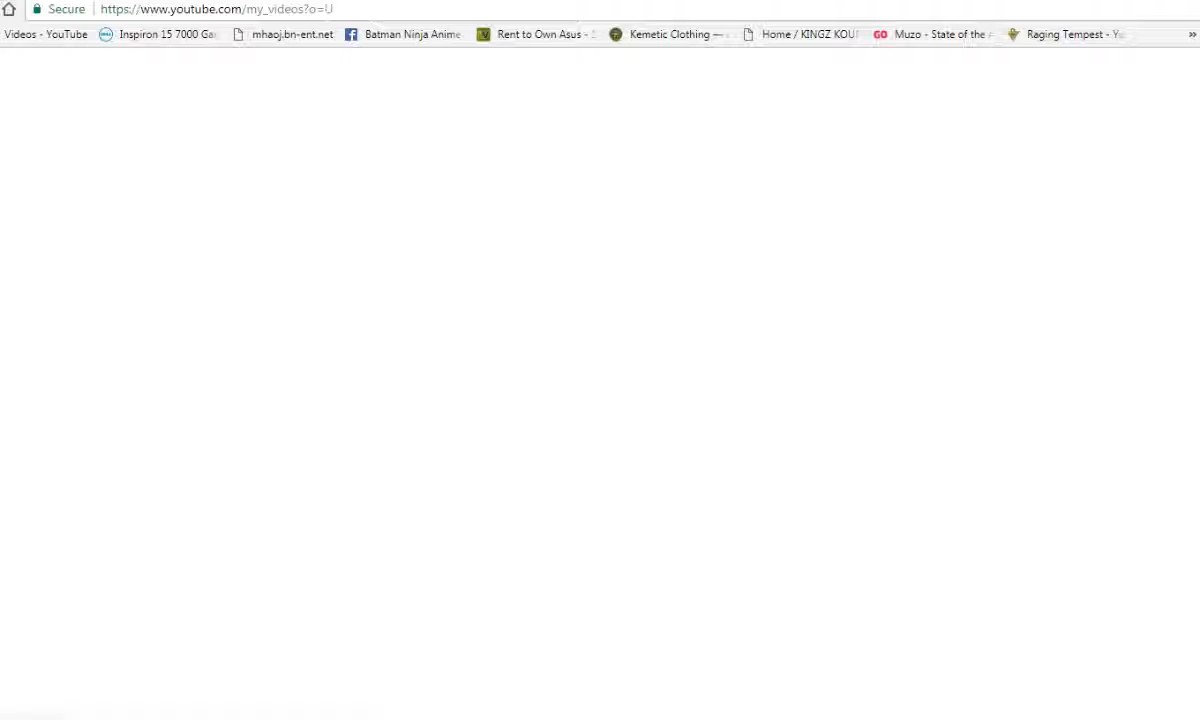 Secure https://www.youtube.com/my_videos?o=U
Videos - YouTube Inspiron 15 7000 Ga mhaoj.bn-ent.net Batman Ninja Anime V Rent to Own Asus - Kemetic Clothing — Home / KINGZ KOU GO Muzo - State of the Raging Tempest - Y »